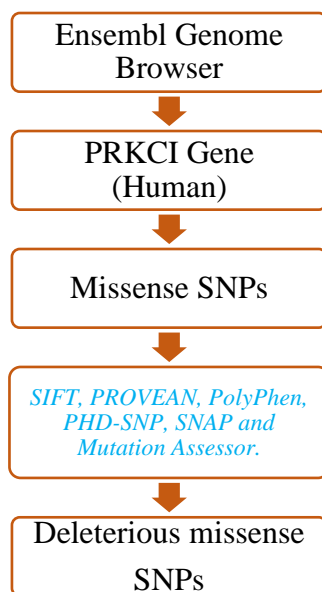 Ensembl Genome
Browser
PRKCI Gene
(Human)
Missense SNPs
SIFT, PROVEAN, PolyPhen,
PHD-SNP, SNAP and
Mutation Assessor.
Deleterious missense
SNPs